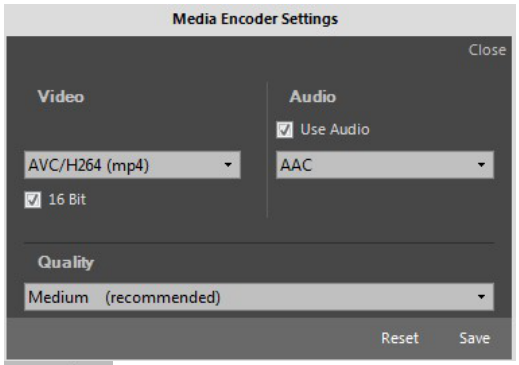 Media Encoder Settings
Close
Video
Audio
Use Audio
AVC/H264 (mp4)
AAC
16 Bit
Quality
Medium (recommended)
Reset Save